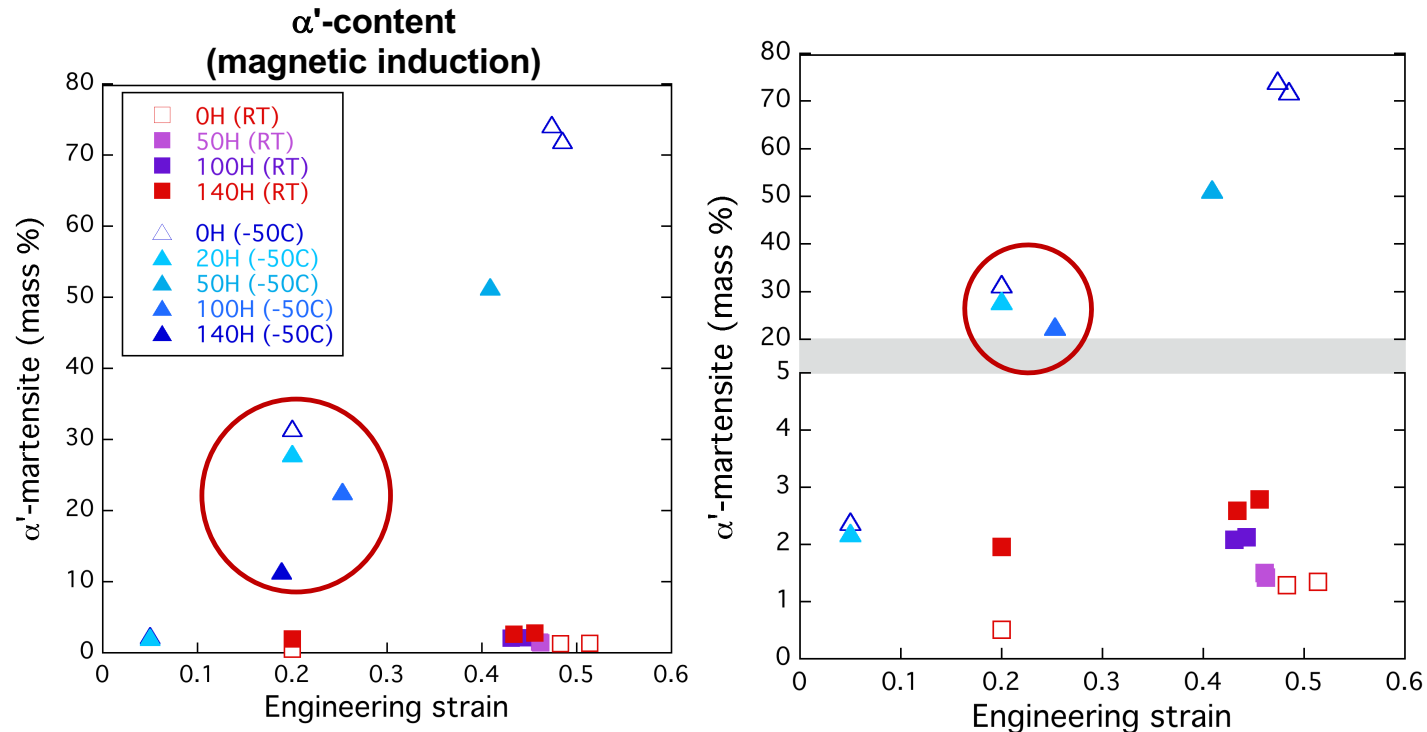 α'-content
(magnetic induction)
α'-martensite (mass %)
80
70
60
50
40
30
20
10
0
0H (RT)
50H (RT)
100H (RT)
140H (RT)
0H (-50C)
20H (-50C)
50H (-50C)
100H (-50C)
140H (-50C)
0 0.1 0.2 0.3 0.4 0.5 0.6
Engineering strain
α'-martensite (mass %)
80
70
60
50
40
30
20
5
4
3
2
1
0
0 0.1 0.2 0.3 0.4 0.5 0.6
Engineering strain